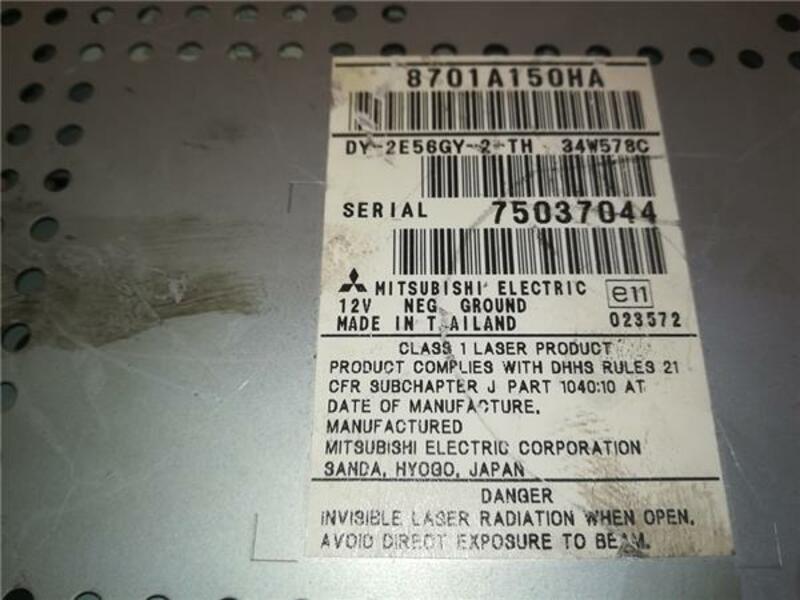 8701A150HA
DY-2E56GY-2-TH 34W578C
SERIAL 75037044
MITSUBISHI ELECTRIC e11
12V NEG GROUND
MADE IN T AILAND 023572
CLASS 1 LASER PRODUCT
PRODUCT COMPLIES WITH DHHS RULES 21
CFR SUBCHAPTER J PART 1040:10 AT
DATE OF MANUFACTURE.
MANUFACTURED
MITSUBISHI ELECTRIC CORPORATION
SANDA, HYOGO, JAPAN
DANGER
INVISIBLE LASER RADIATION WHEN OPEN.
AVOID DIRECT EXPOSURE TO BEAM.